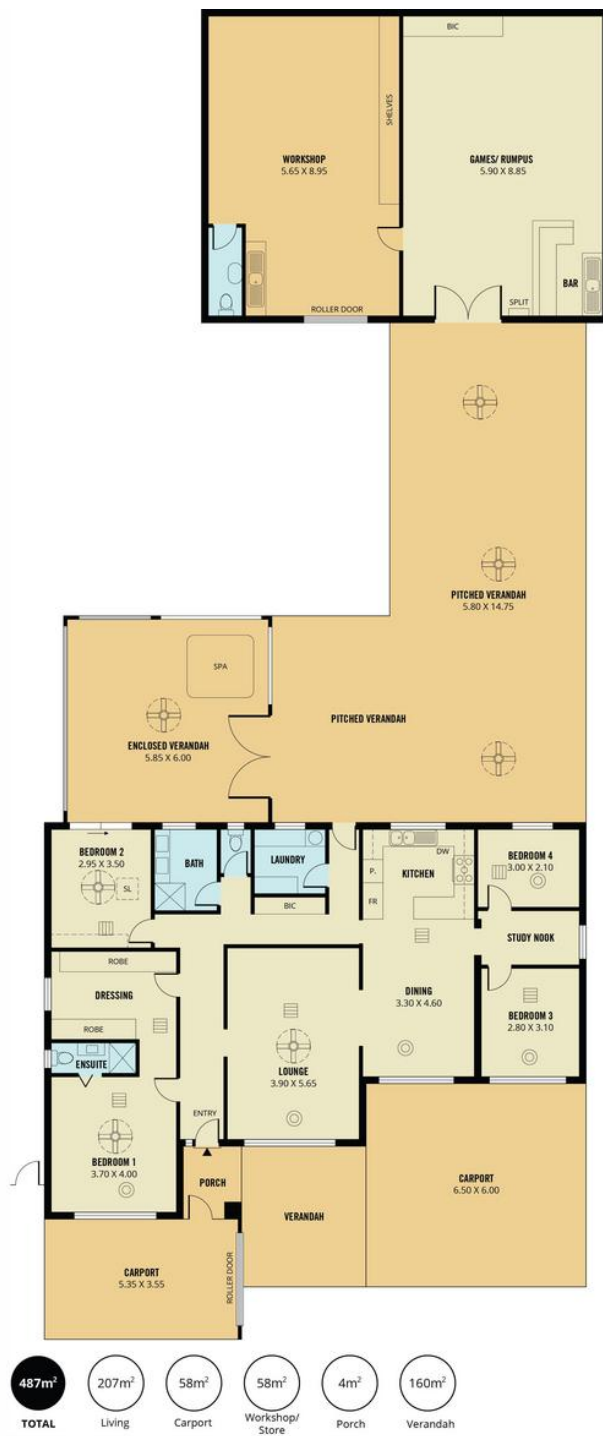 BIC
SHELVES
WORKSHOP
5.65 X 8.95
GAMES/ RUMPUS
5.90 X 8.85
BAR
SPLIT
ROLLER DOOR
PITCHED VERANDAH
5.80 X 14.75
SPA
PITCHED VERANDAH
ENCLOSED VERANDAH
5.85 X 6.00
BEDROOM 2
2.95 X 3.50
SL
BATH
LAUNDRY
BIC
P.
FR
DW
KITCHEN
BEDROOM 4
3.00 X 2.10
STUDY NOOK
ROBE
DRESSING
ROBE
ENSUITE
DINING
3.30 X 4.60
BEDROOM 3
2.80 X 3.10
LOUNGE
3.90 X 5.65
ENTRY
BEDROOM 1
3.70 X 4.00
PORCH
VERANDAH
CARPORT
6.50 X 6.00
CARPORT
5.35 X 3.55
ROLLER DOOR
487m²
207m²
58m²
58m²
4m²
160m²
TOTAL
Living
Carport
Workshop/
Store
Porch
Verandah